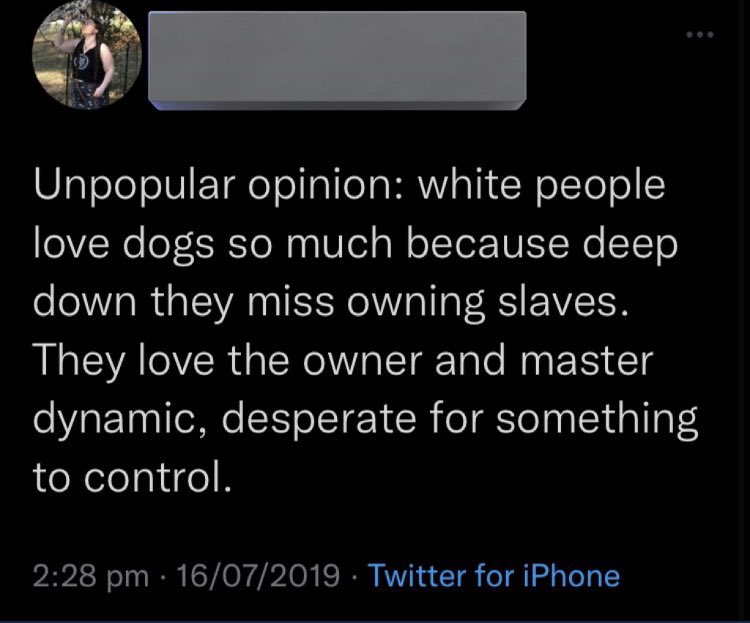 Unpopular opinion: white people
love dogs so much because deep
down they miss owning slaves.
They love the owner and master
dynamic, desperate for something
to control.
2:28 pm · 16/07/2019 · Twitter for iPhone